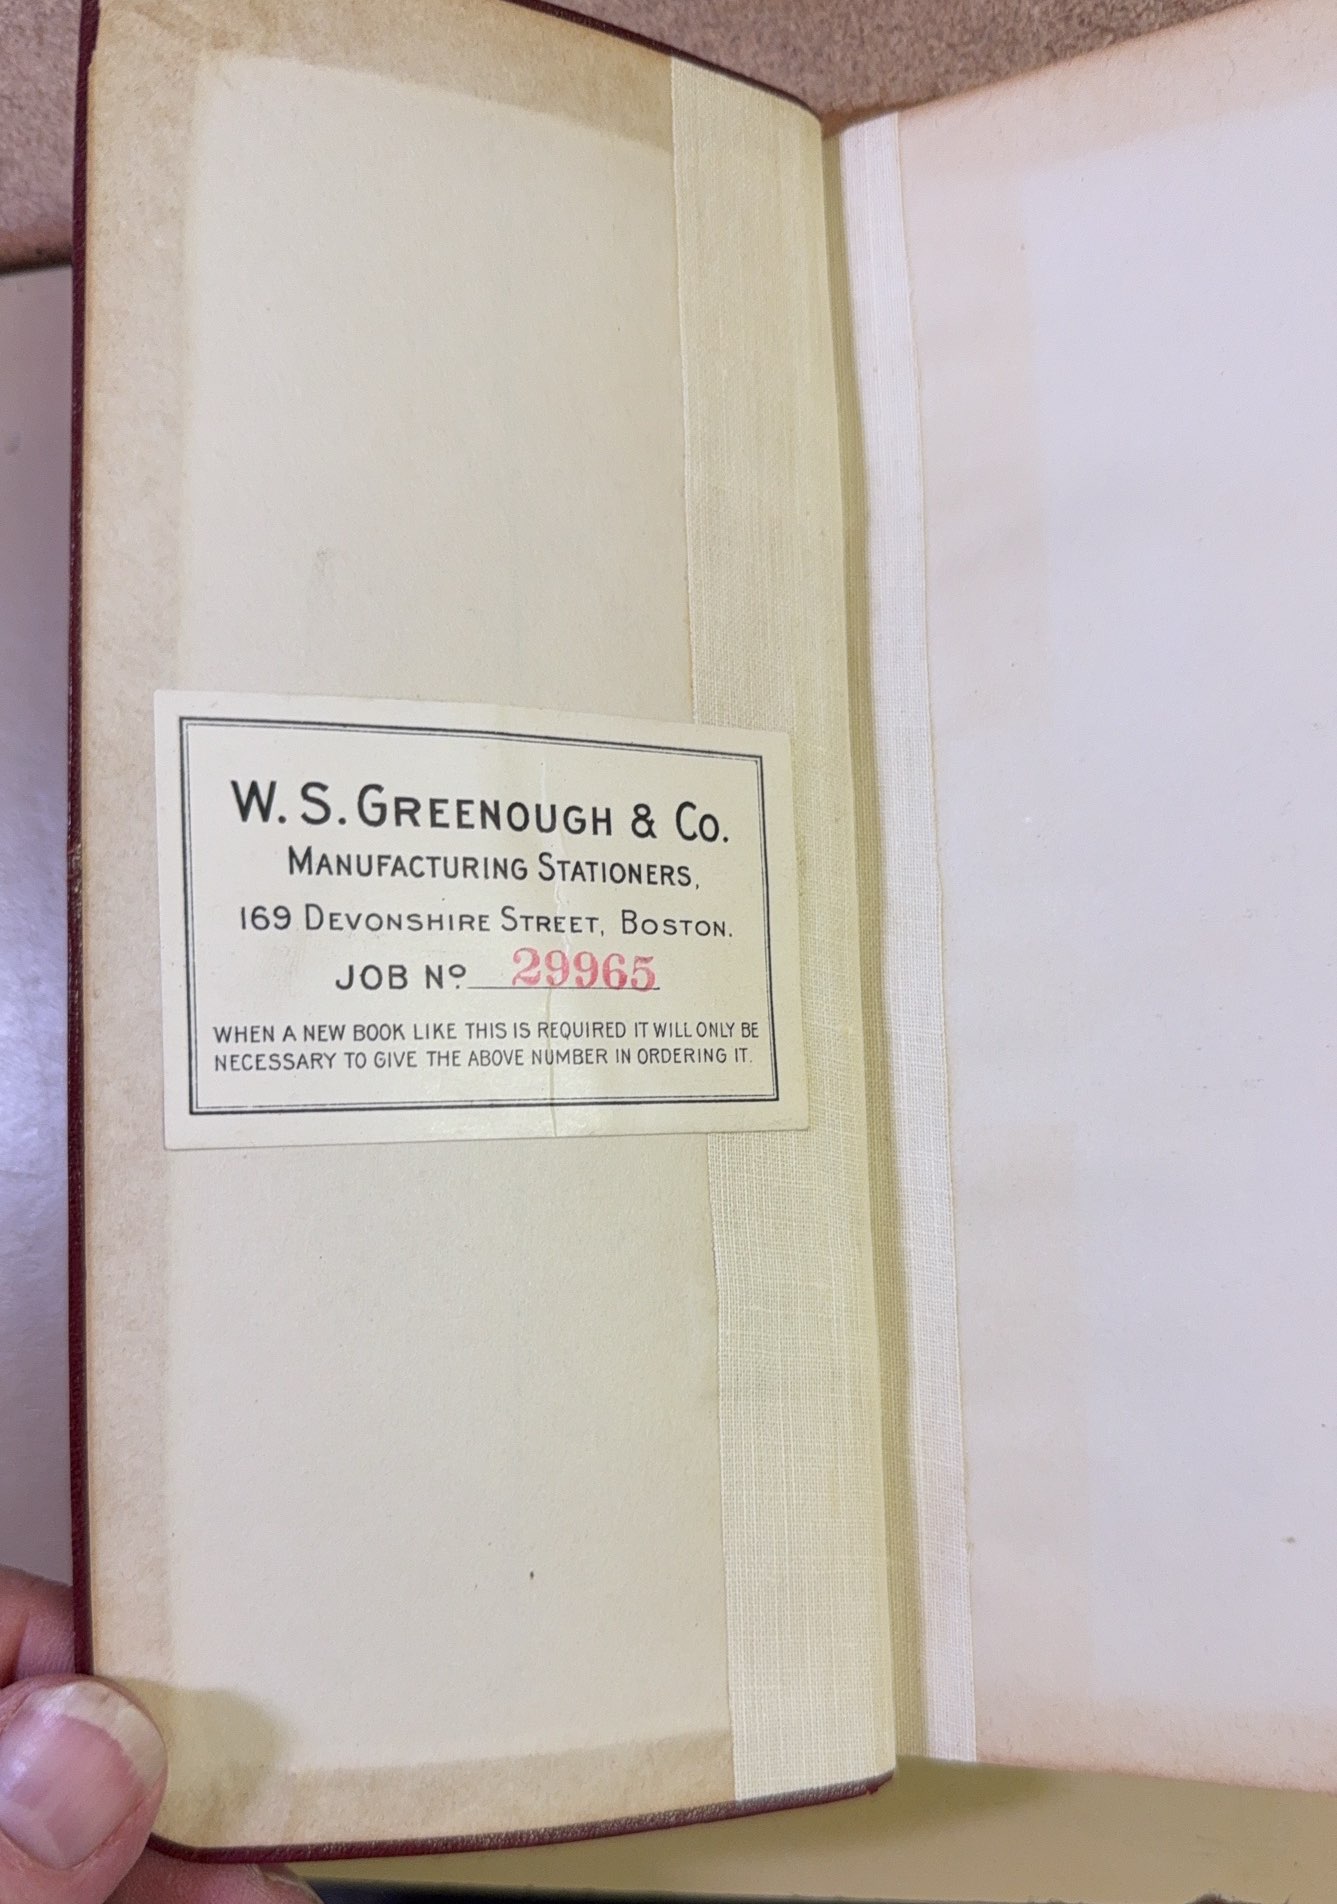 W. S. GREENOUGH & CO.
MANUFACTURING STATIONERS,
169 DEVONSHIRE STREET, BOSTON.
JOB Nº 29965
WHEN A NEW BOOK LIKE THIS IS REQUIRED IT WILL ONLY BE
NECESSARY TO GIVE THE ABOVE NUMBER IN ORDERING IT.